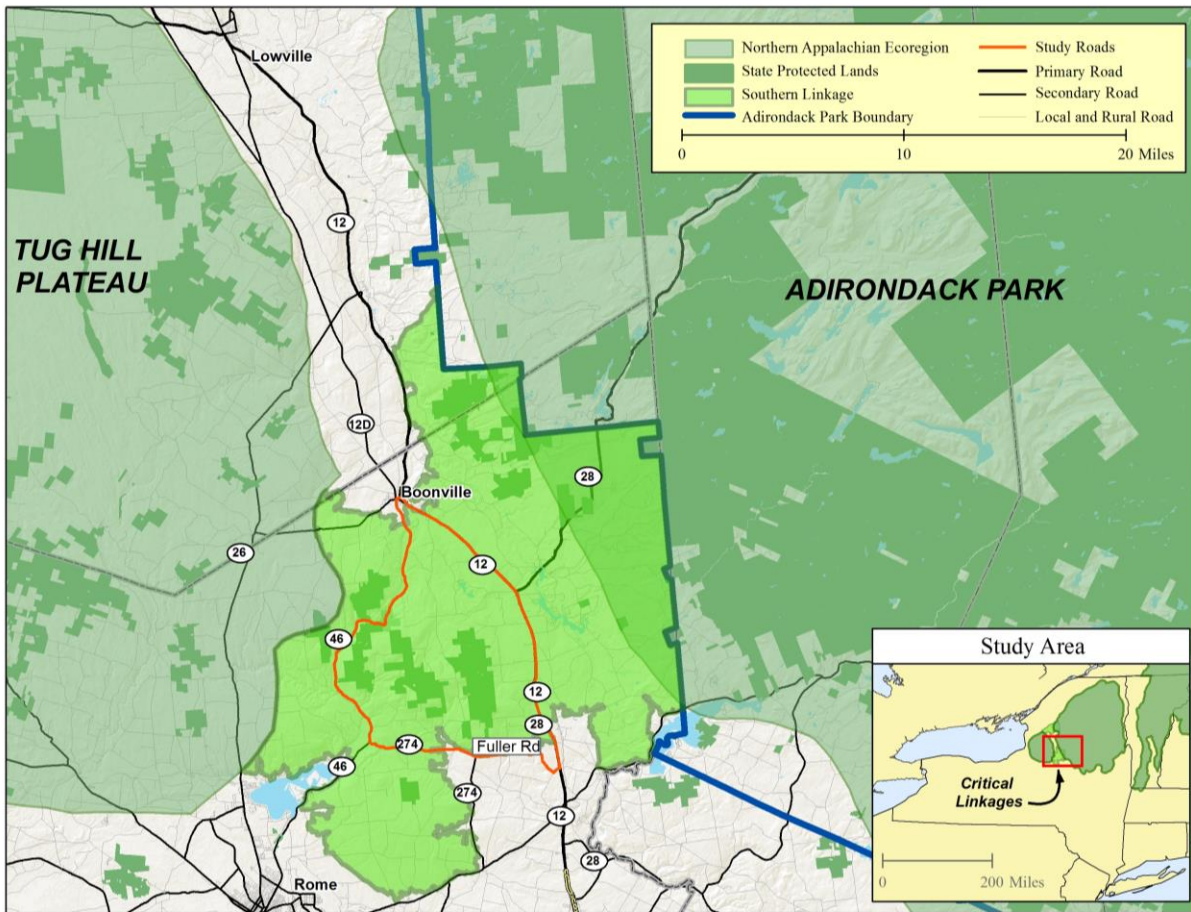 Lowville
Northern Appalachian Ecoregion
State Protected Lands
Southern Linkage
Adirondack Park Boundary
Study Roads
Primary Road
Secondary Road
Local and Rural Road
0 10 20 Miles
12
TUG HILL
PLATEAU
ADIRONDACK PARK
12D
28
Boonville
26
12
46
12
28
274
Fuller Rd
46
274
12
28
Rome
Study Area
Critical
Linkages
0 200 Miles